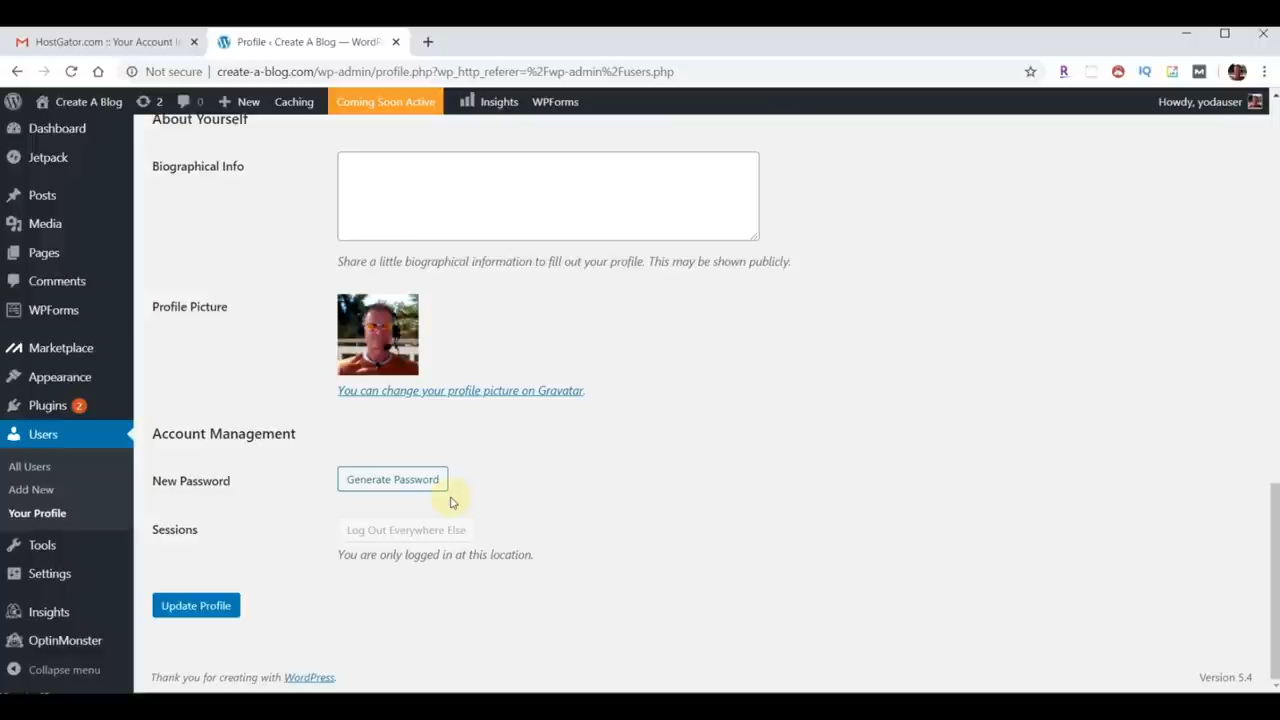 HostGator.com :: Your Account I
Profile ‹ Create A Blog — WordPr
Not secure
create-a-blog.com/wp-admin/profile.php?wp_http_referer=%2Fwp-admin%2Fusers.php
R
IQ
M
Create A Blog
2
0
New
Caching
Coming Soon Active
Insights
WPForms
Howdy, yodauser
Dashboard
Jetpack
Posts
Media
Pages
Comments
WPForms
Marketplace
Appearance
Plugins 2
Users
All Users
Add New
Your Profile
Tools
Settings
Insights
OptinMonster
Collapse menu
About Yourself
Biographical Info
Share a little biographical information to fill out your profile. This may be shown publicly.
Profile Picture
You can change your profile picture on Gravatar.
Account Management
New Password
Generate Password
Sessions
Log Out Everywhere Else
You are only logged in at this location.
Update Profile
Thank you for creating with WordPress.
Version 5.4